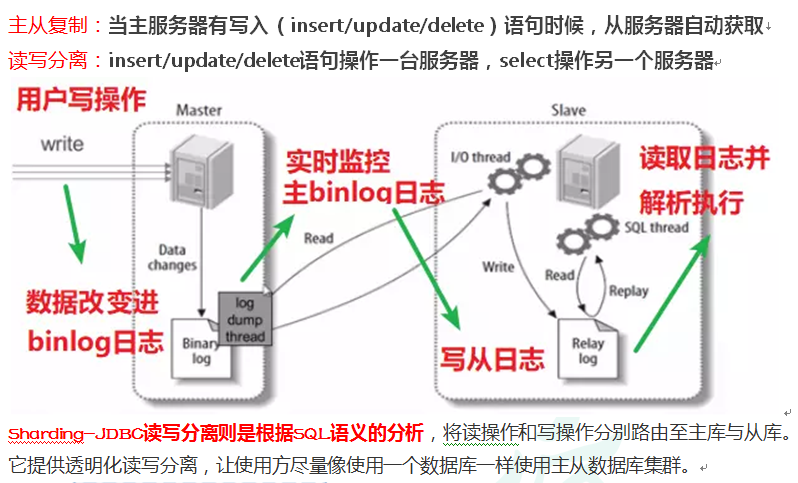 主从复制：当主服务器有写入（insert/update/delete）语句时候，从服务器自动获取
读写分离：insert/update/delete语句操作一台服务器，select操作另一个服务器
用户写操作
Master
Slave
write
实时监控
主binlog日志
I/O thread
读取日志并
解析执行
SQL thread
Data
changes
Read
Write
Read
Replay
数据改变进
binlog日志
log
dump
thread
Binary
log
写从日志
Relay
log
Sharding-JDBC读写分离则是根据SQL语义的分析，将读操作和写操作分别路由至主库与从库。
它提供透明化读写分离，让使用方尽量像使用一个数据库一样使用主从数据库集群。